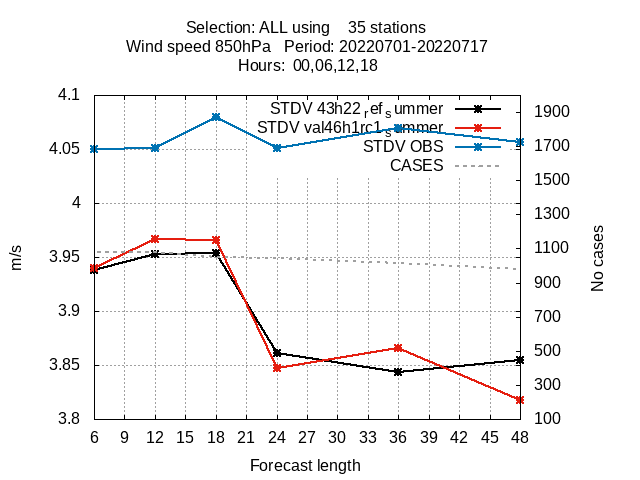 Selection: ALL using 35 stations
Wind speed 850hPa Period: 20220701-20220717
Hours: 00,06,12,18
STDV 43h22refsummer
STDV val46h1rc1summer
STDV OBS
CASES
4.1
4.05
4
3.95
3.9
3.85
3.8
m/s
1900
1700
1500
1300
1100
900
700
500
300
100
No cases
6 9 12 15 18 21 24 27 30 33 36 39 42 45 48
Forecast length